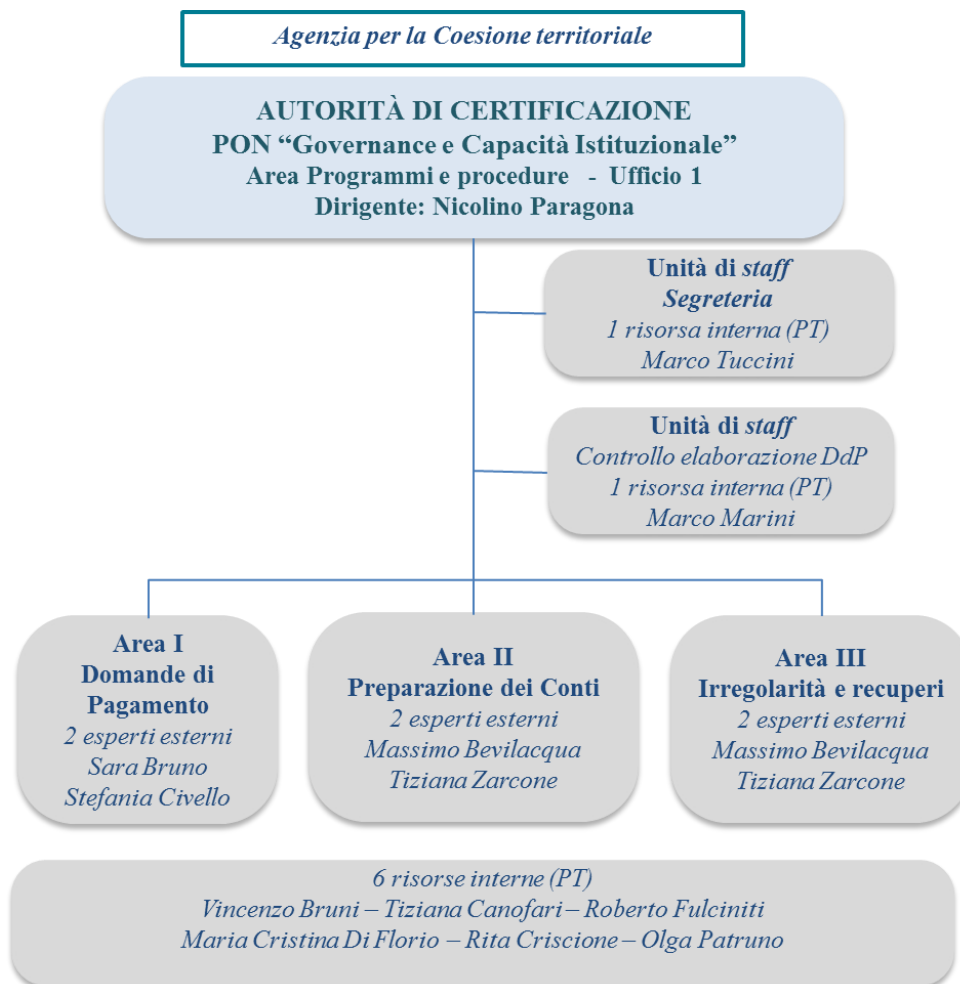 Agenzia per la Coesione territoriale
AUTORITÀ DI CERTIFICAZIONE
PON “Governance e Capacità Istituzionale”
Area Programmi e procedure - Ufficio 1
Dirigente: Nicolino Paragona
Unità di staff
Segreteria
1 risorsa interna (PT)
Marco Tuccini
Unità di staff
Controllo elaborazione DdP
1 risorsa interna (PT)
Marco Marini
Area I
Domande di
Pagamento
2 esperti esterni
Sara Bruno
Stefania Civello
Area II
Preparazione dei Conti
2 esperti esterni
Massimo Bevilacqua
Tiziana Zarcone
Area III
Irregolarità e recuperi
2 esperti esterni
Massimo Bevilacqua
Tiziana Zarcone
6 risorse interne (PT)
Vincenzo Bruni – Tiziana Canofari – Roberto Fulciniti
Maria Cristina Di Florio – Rita Criscione – Olga Patruno